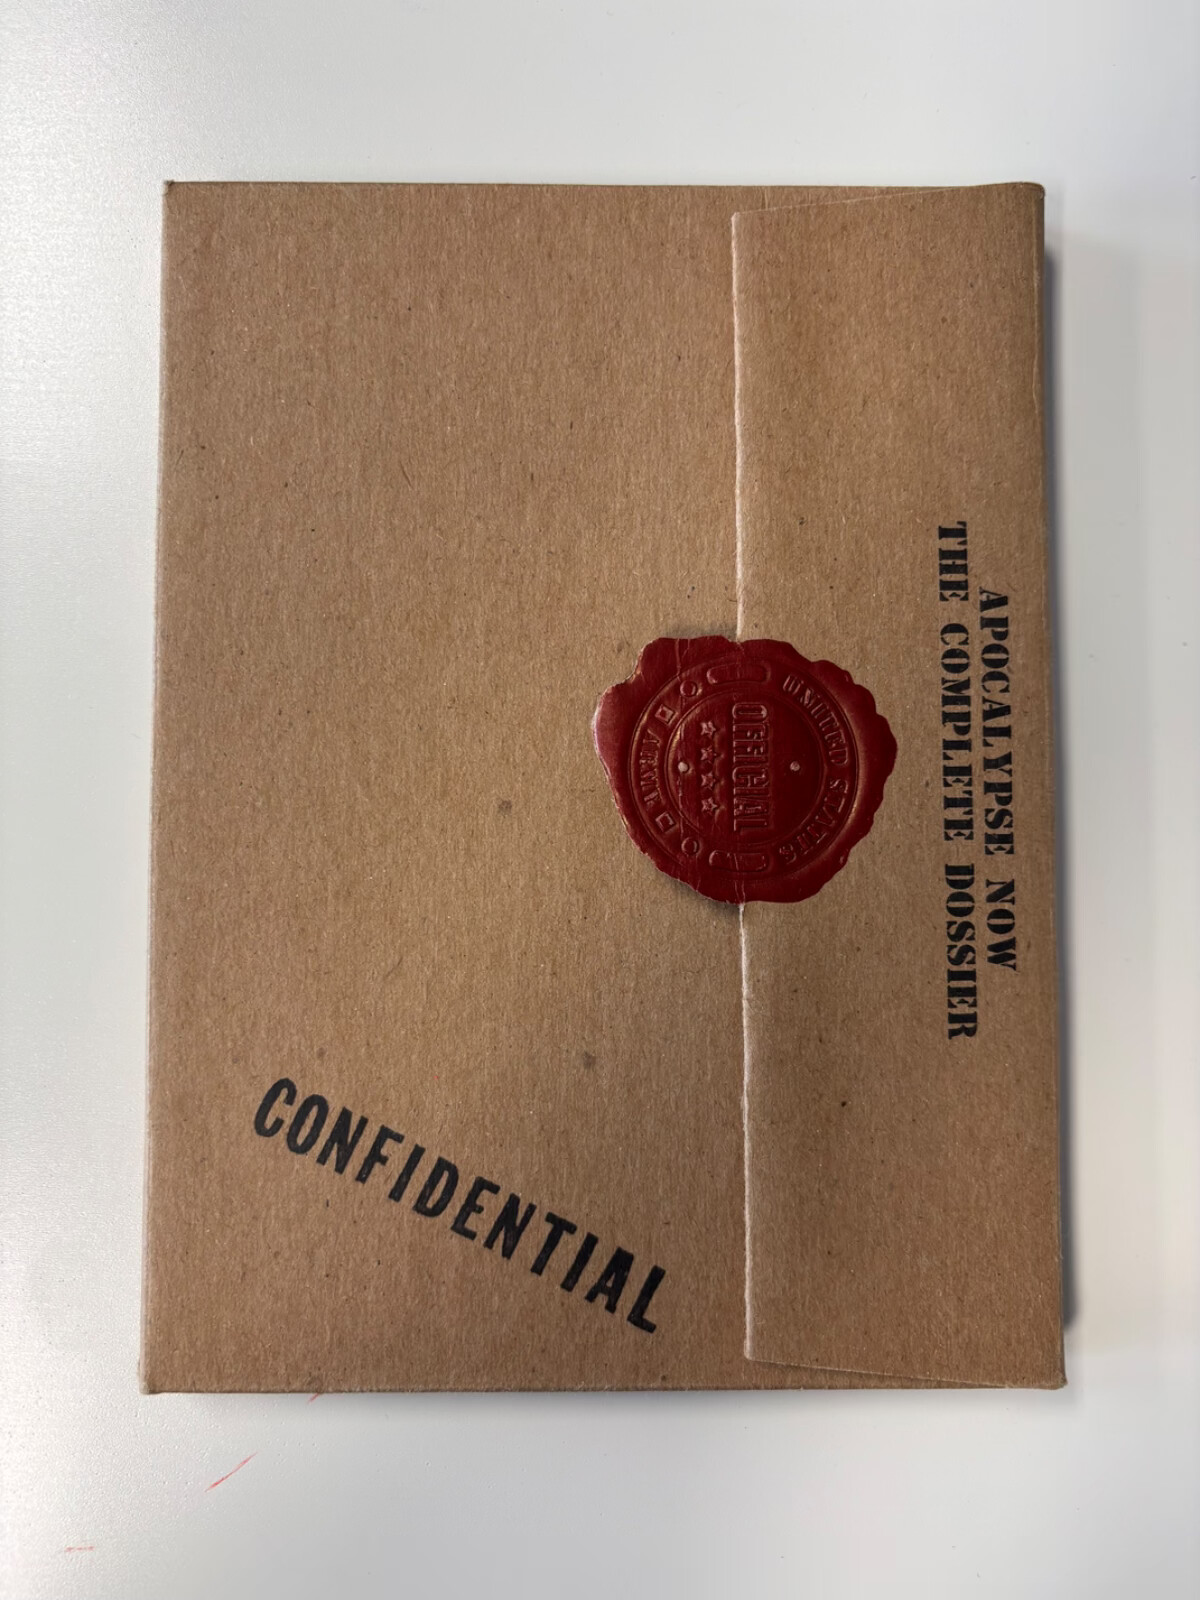 APOCALYPSE NOW
THE COMPLETE DOSSIER
UNITED STATES
OFFICIAL
ARMY
CONFIDENTIAL